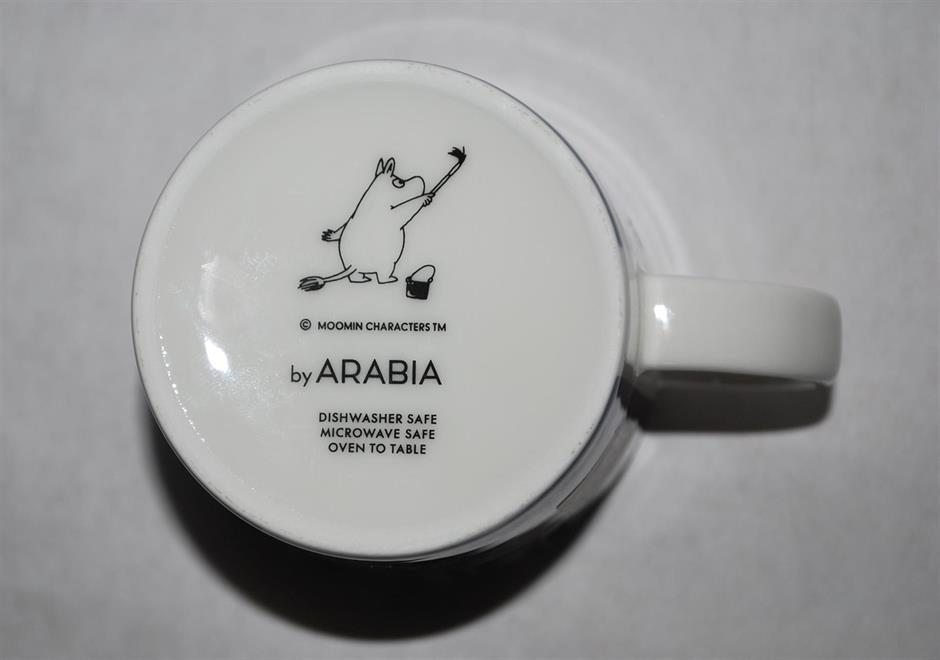 © MOOMIN CHARACTERS TM
by ARABIA
DISHWASHER SAFE
MICROWAVE SAFE
OVEN TO TABLE